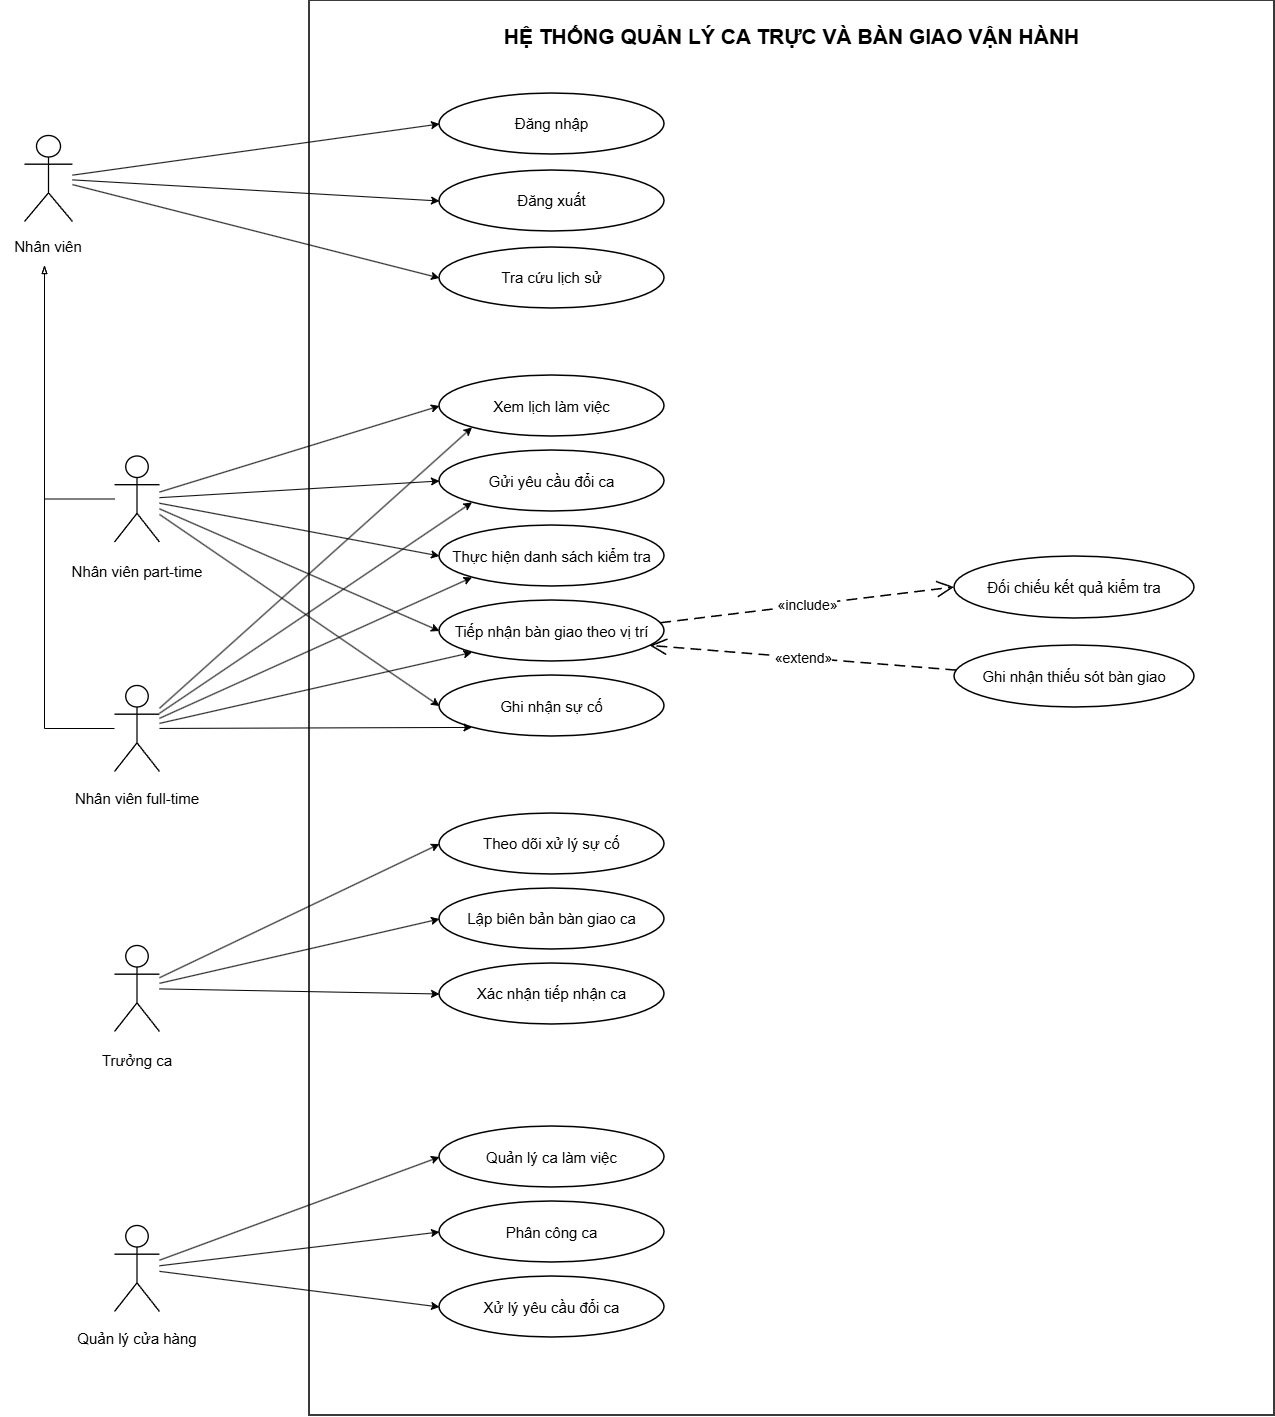 HỆ THỐNG QUẢN LÝ CA TRỰC VÀ BÀN GIAO VẬN HÀNH
Đăng nhập
Đăng xuất
Nhân viên
Tra cứu lịch sử
Xem lịch làm việc
Gửi yêu cầu đổi ca
Thực hiện danh sách kiểm tra
Nhân viên part-time
Đối chiếu kết quả kiểm tra
«include»
Tiếp nhận bàn giao theo vị trí
«extend»
Ghi nhận thiếu sót bàn giao
Ghi nhận sự cố
Nhân viên full-time
Theo dõi xử lý sự cố
Lập biên bản bàn giao ca
Xác nhận tiếp nhận ca
Trưởng ca
Quản lý ca làm việc
Phân công ca
Xử lý yêu cầu đổi ca
Quản lý cửa hàng